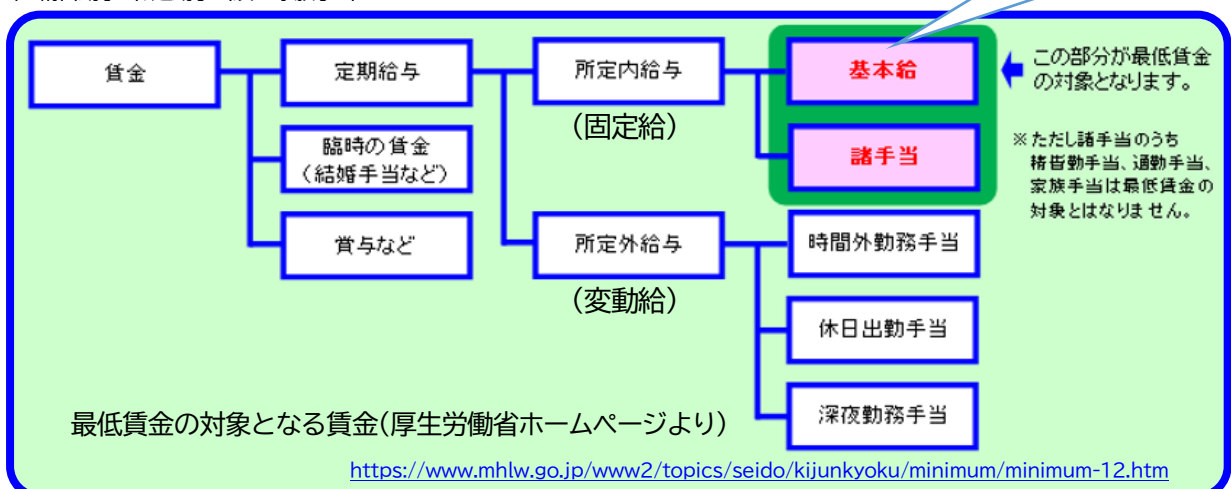 賃金
定期給与
所定内給与
基本給
この部分が最低賃金
の対象となります。
(固定給)
臨時の賃金
(結婚手当など)
諸手当
※ただし諸手当のうち
精皆勤手当、通勤手当、
家族手当は最低賃金の
対象とはなりません。
賞与など
所定外給与
時間外勤務手当
(変動給)
休日出勤手当
深夜勤務手当
最低賃金の対象となる賃金(厚生労働省ホームページより)
https://www.mhlw.go.jp/www2/topics/seido/kijunkyoku/minimum/minimum-12.htm